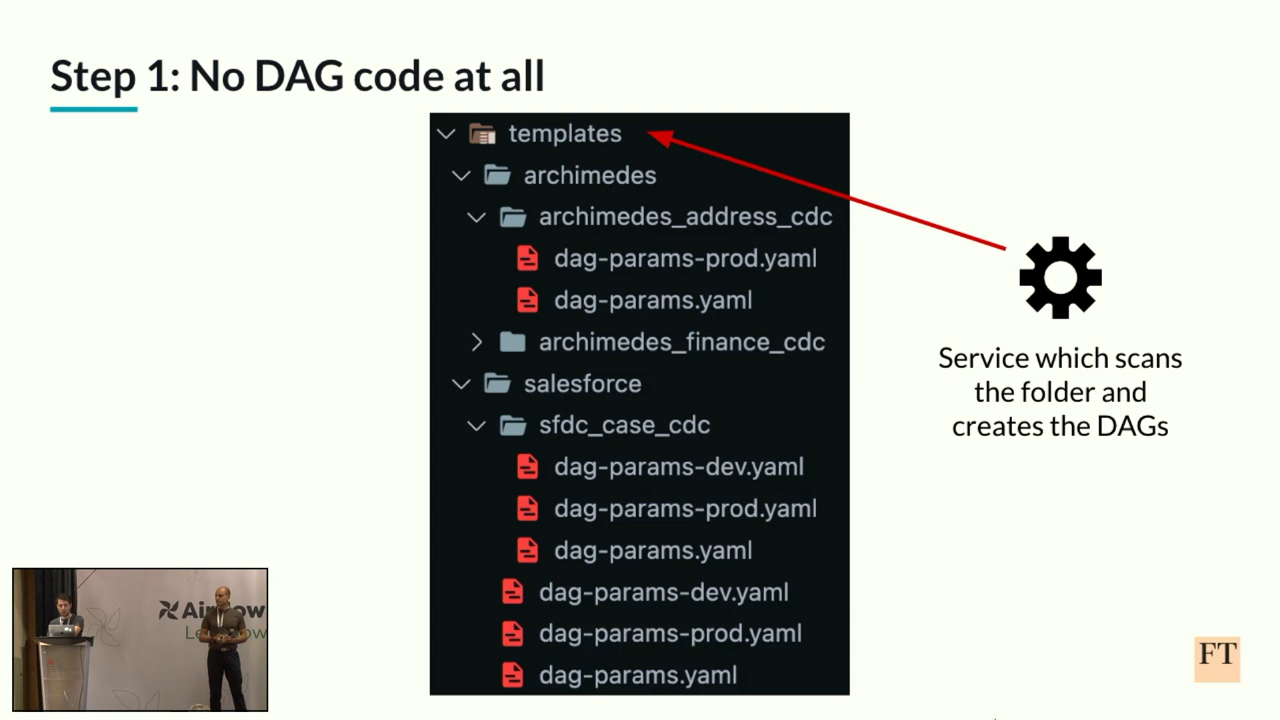 Step 1: No DAG code at all
templates
archimedes
archimedes_address_cdc
dag-params-prod.yaml
dag-params.yaml
archimedes_finance_cdc
salesforce
sfdc_case_cdc
dag-params-dev.yaml
dag-params-prod.yaml
dag-params.yaml
dag-params-dev.yaml
dag-params-prod.yaml
dag-params.yaml
Service which scans
the folder and
creates the DAGs
FT